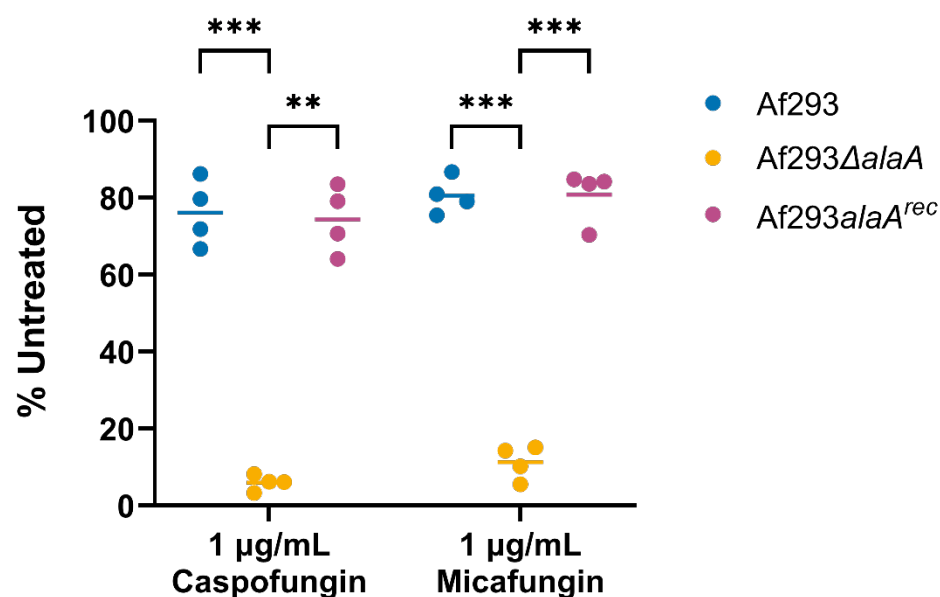 *** ***
** ***
100
80
60
40
20
0
% Untreated
1 µg/mL
Caspofungin
1 µg/mL
Micafungin
Af293
Af293ΔalaA
Af293alaA^rec